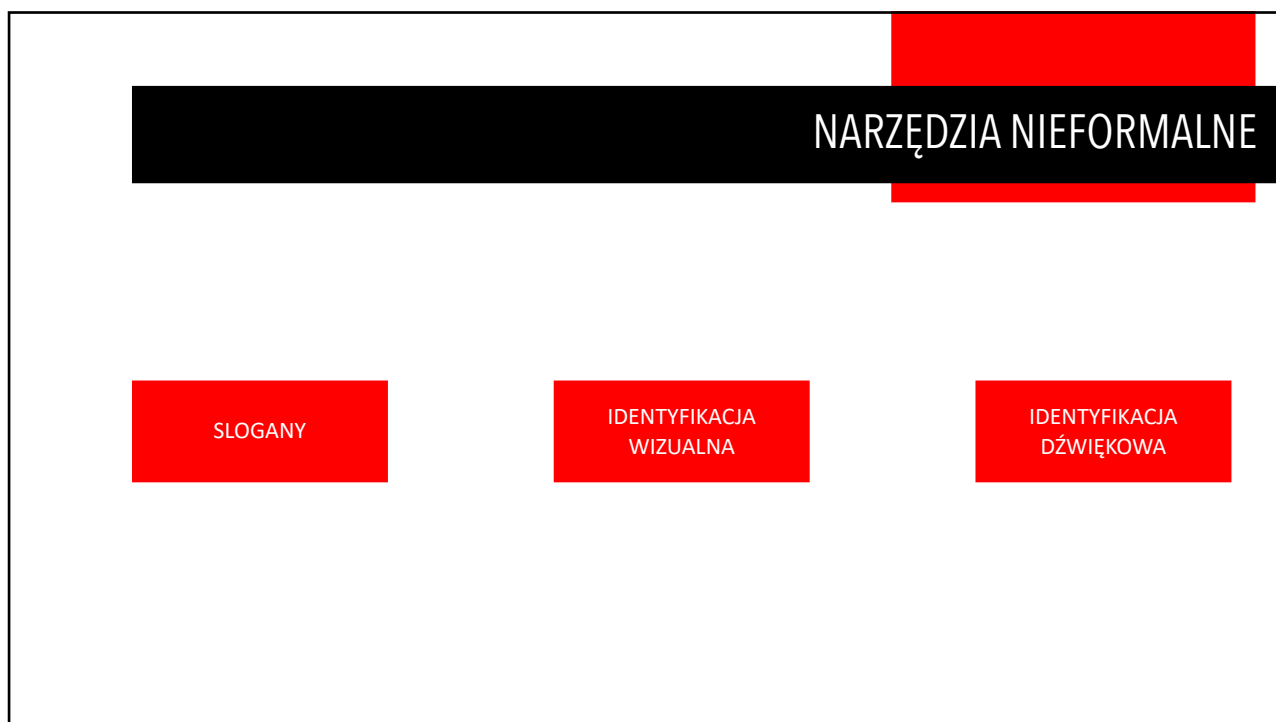 NARZĘDZIA NIEFORMALNE
SLOGANY
IDENTYFIKACJA
WIZUALNA
IDENTYFIKACJA
DŹWIĘKOWA